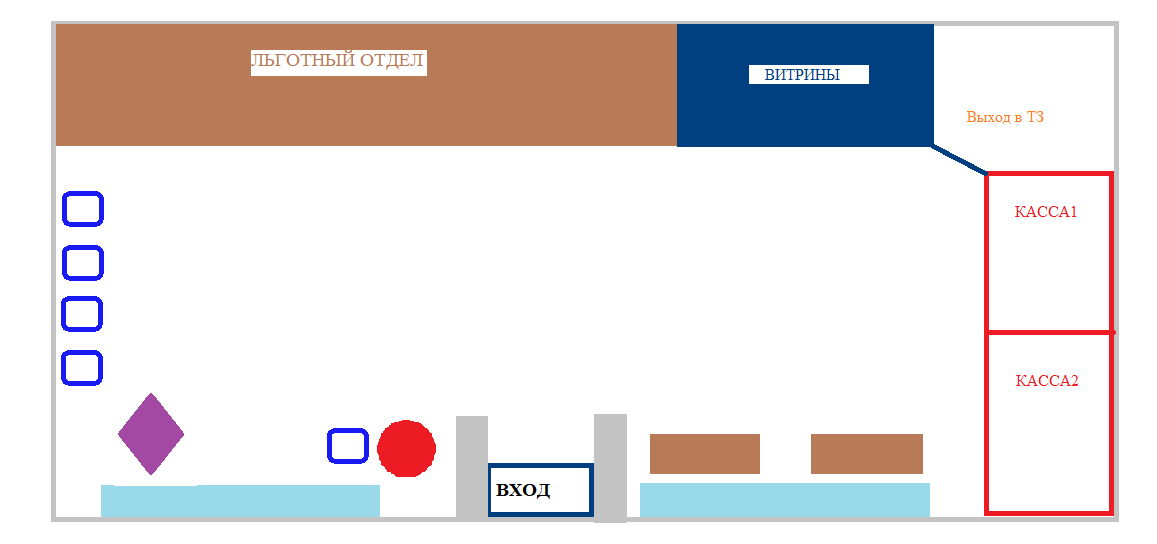 ЛЬГОТНЫЙ ОТДЕЛ
ВИТРИНЫ
Выход в ТЗ
КАССА1
КАССА2
ВХОД